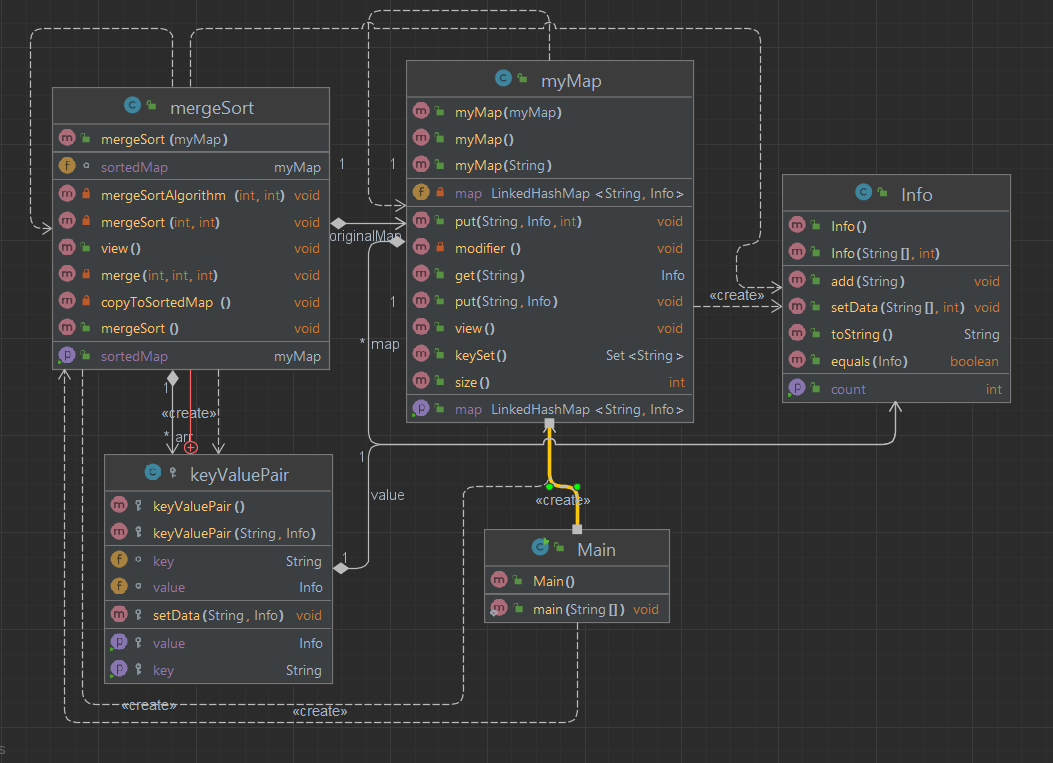 mergeSort
mergeSort (myMap)
sortedMap myMap
mergeSortAlgorithm (int, int) void
mergeSort (int, int) void
view () void
merge (int, int, int) void
copyToSortedMap () void
mergeSort () void
sortedMap myMap
1
1
originalMap
myMap
myMap (myMap)
myMap ()
myMap (String)
map LinkedHashMap <String, Info>
put (String, Info, int) void
modifier () void
get (String) Info
put (String, Info) void
view () void
keySet () Set <String>
size () int
map LinkedHashMap <String, Info>
1
* map
«create»
Info
Info ()
Info (String [], int)
add (String) void
setData (String [], int) void
toString () String
equals (Info) boolean
count int
1
«create»
* arr
keyValuePair
keyValuePair ()
keyValuePair (String, Info)
key String
value Info
setData (String, Info) void
value Info
key String
1
value
1
«create»
Main
Main ()
main (String []) void
«create»
«create»
s